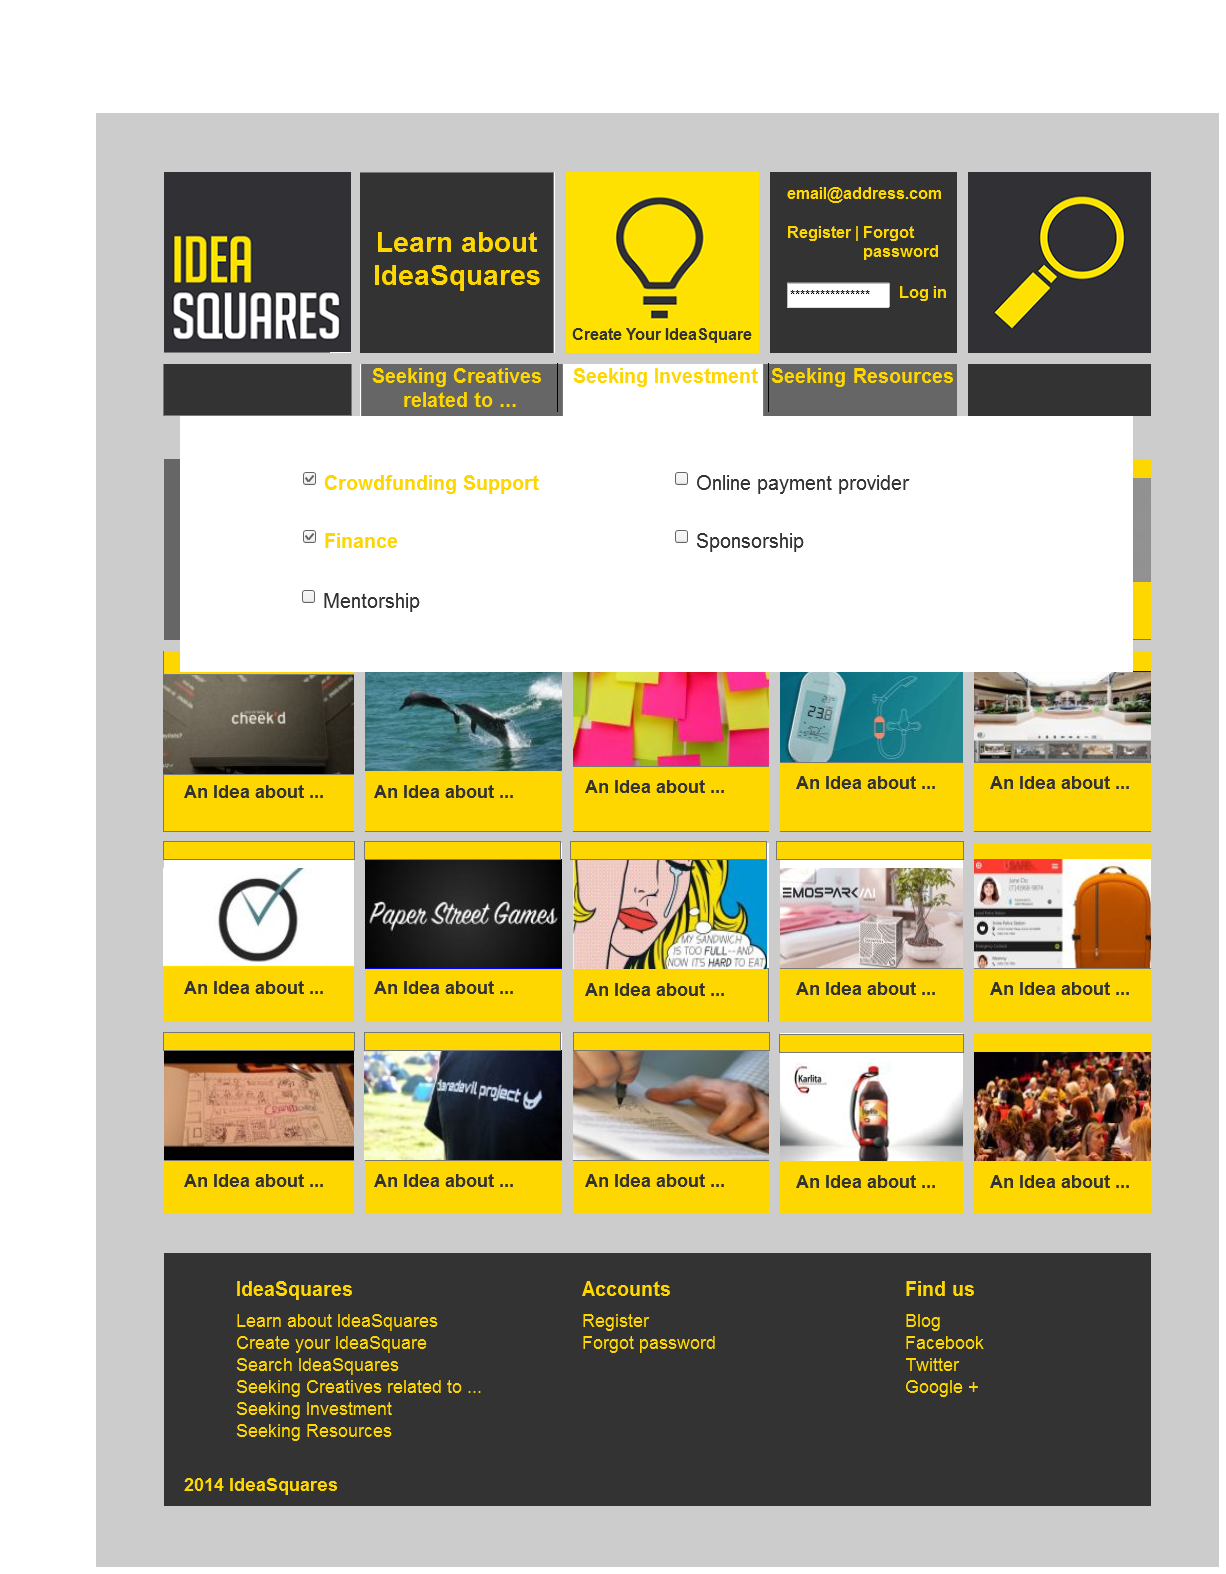 IDEA
SQUARES
Learn about
IdeaSquares
Create Your IdeaSquare
email@address.com
Register | Forgot
password
**************** Log in
Seeking Creatives
related to ...
Seeking Investment
Seeking Resources
Crowdfunding Support
Online payment provider
Finance
Sponsorship
Mentorship
cheek'd
23.8
An Idea about ...
An Idea about ...
An Idea about ...
An Idea about ...
An Idea about ...
Paper Street Games
MY SANDWICH
IS TOO FULL--AND
NOW IT'S HARD TO EAT
EMOSPARK/AI
Jane Do
An Idea about ...
An Idea about ...
An Idea about ...
An Idea about ...
An Idea about ...
daradevil project
Karlita
An Idea about ...
An Idea about ...
An Idea about ...
An Idea about ...
An Idea about ...
IdeaSquares
Learn about IdeaSquares
Create your IdeaSquare
Search IdeaSquares
Seeking Creatives related to ...
Seeking Investment
Seeking Resources
Accounts
Register
Forgot password
Find us
Blog
Facebook
Twitter
Google +
2014 IdeaSquares